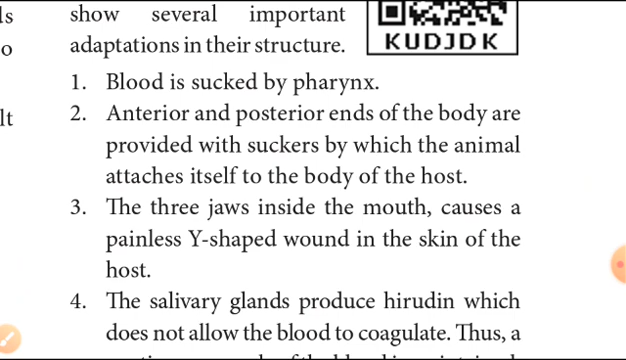 ls
show several important
adaptations in their structure.
o
KUDJDK
1. Blood is sucked by pharynx.
2. Anterior and posterior ends of the body are
lt
provided with suckers by which the animal
attaches itself to the body of the host.
3. The three jaws inside the mouth, causes a
painless Y-shaped wound in the skin of the
host.
4. The salivary glands produce hirudin which
does not allow the blood to coagulate. Thus, a